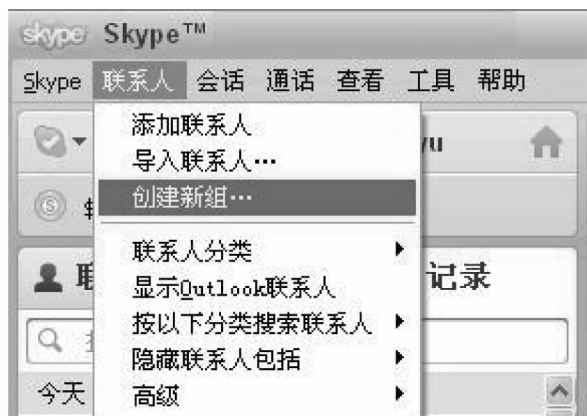 skype Skype™
Skype 联系人 会话 通话 查看 工具 帮助
添加联系人
yu
导入联系人…
创建新组…
联系人分类
记录
显示Outlook联系人
按以下分类搜索联系人
隐藏联系人包括
今天
高级